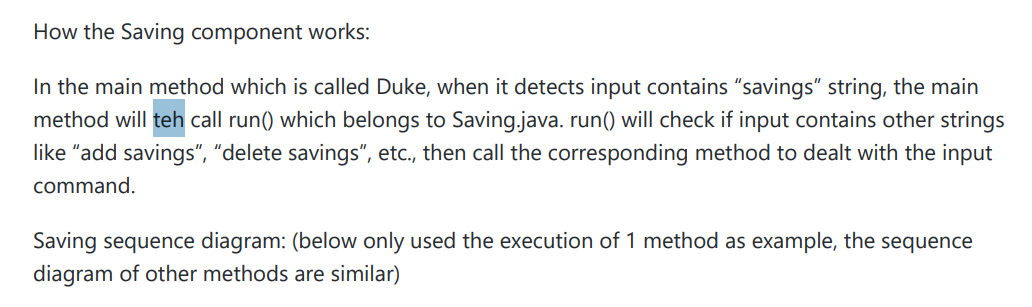 How the Saving component works:
In the main method which is called Duke, when it detects input contains “savings” string, the main
method will teh call run() which belongs to Saving.java. run() will check if input contains other strings
like “add savings”, “delete savings”, etc., then call the corresponding method to dealt with the input
command.
Saving sequence diagram: (below only used the execution of 1 method as example, the sequence
diagram of other methods are similar)